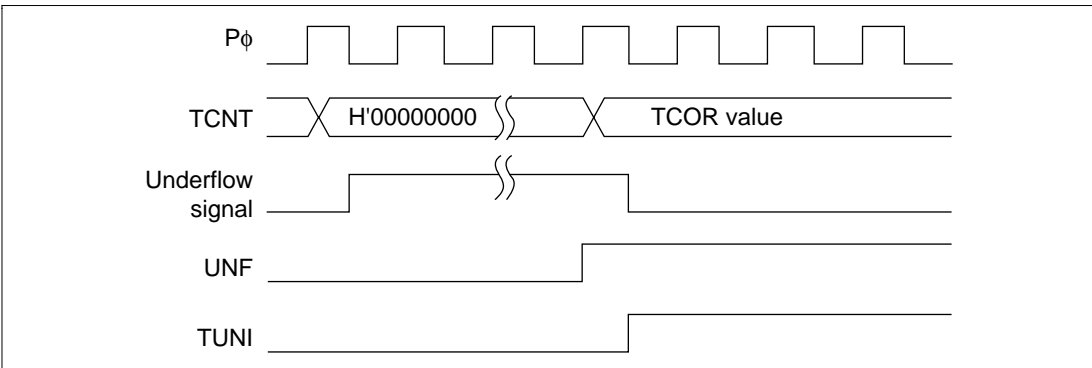 Pϕ
TCNT
H'00000000
TCOR value
Underflow
signal
UNF
TUNI